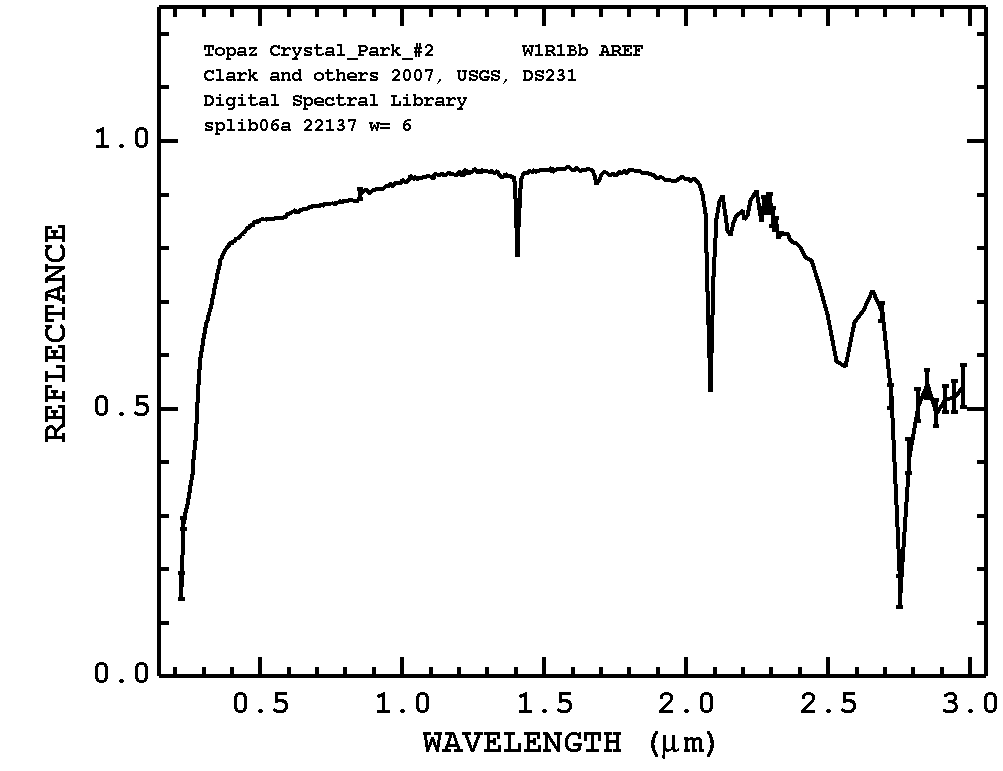 Topaz Crystal_Park_#2 W1R1Bb AREF
Clark and others 2007, USGS, DS231
Digital Spectral Library
splib06a 22137 w= 6
1.0
0.5
0.0
REFLECTANCE
0.5 1.0 1.5 2.0 2.5 3.0
WAVELENGTH (μm)